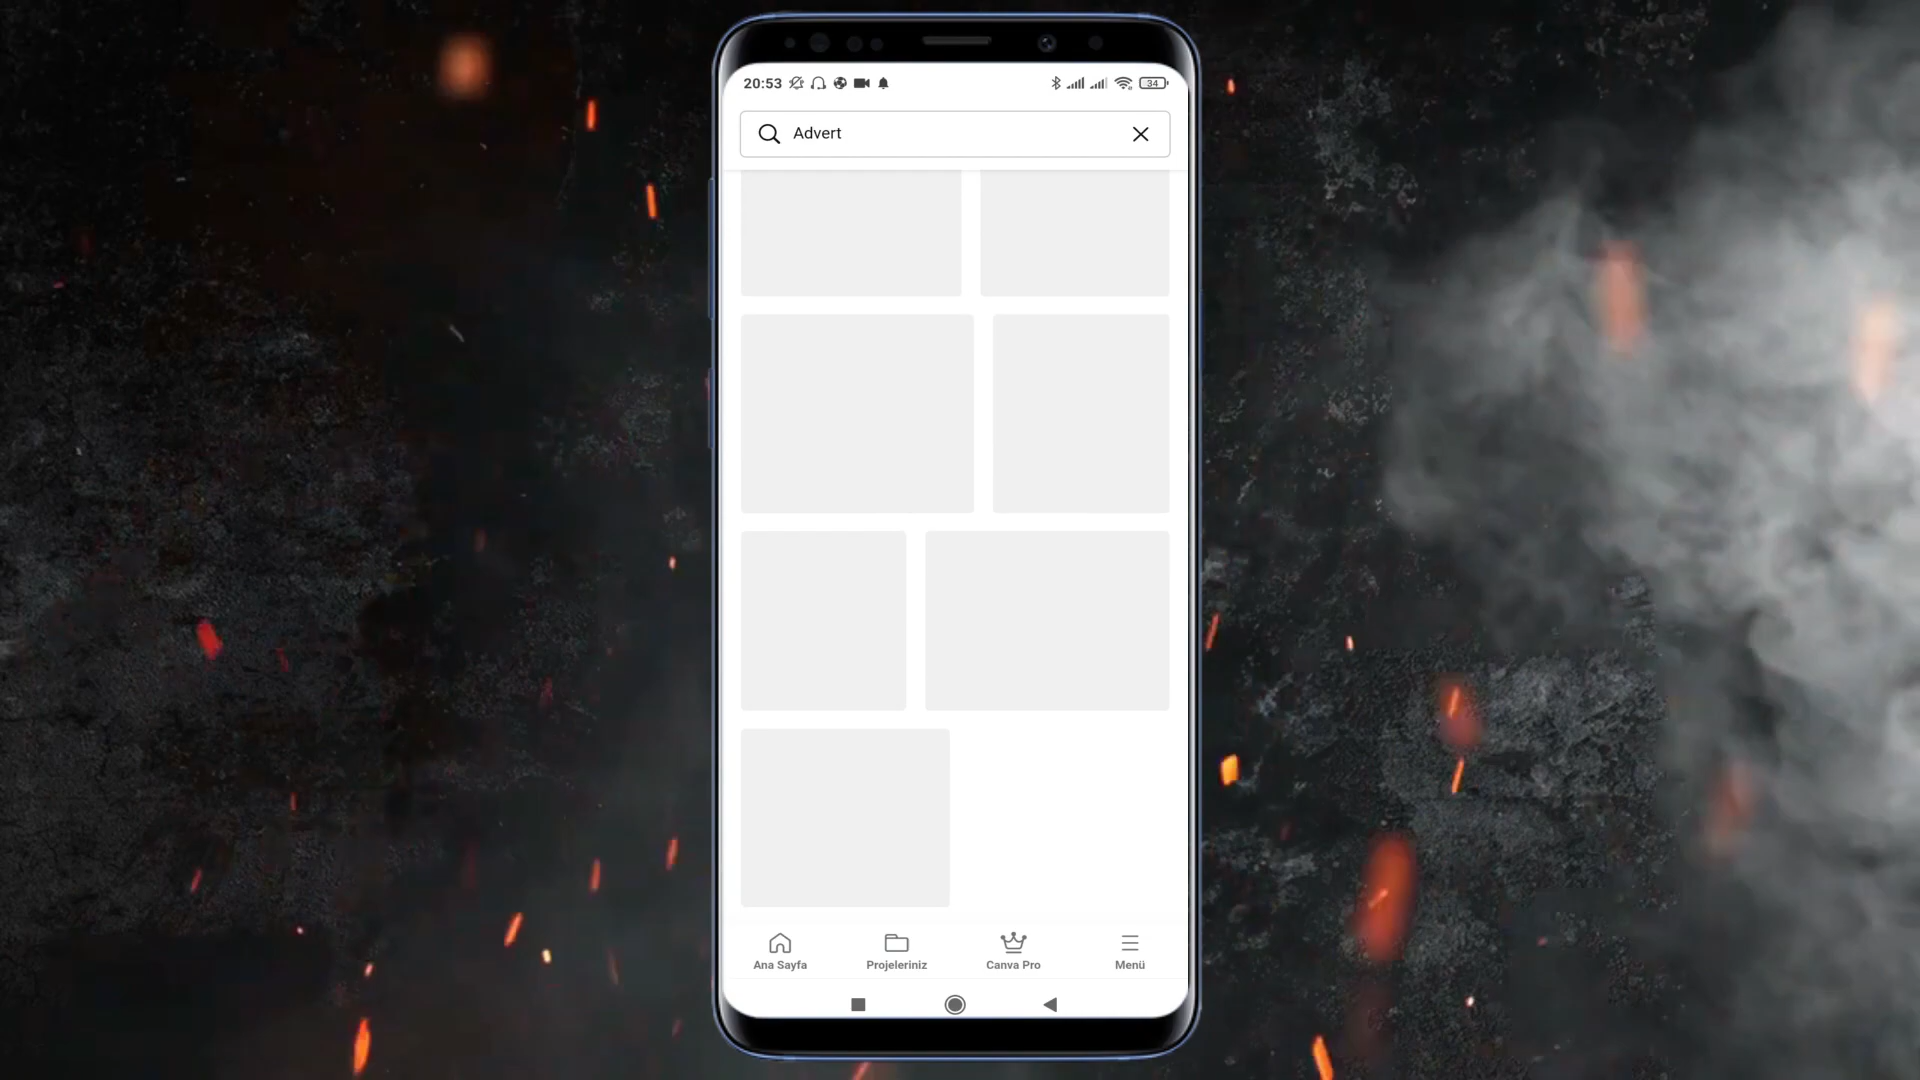 20:53
34
Advert
Ana Sayfa
Projeleriniz
Canva Pro
Menü